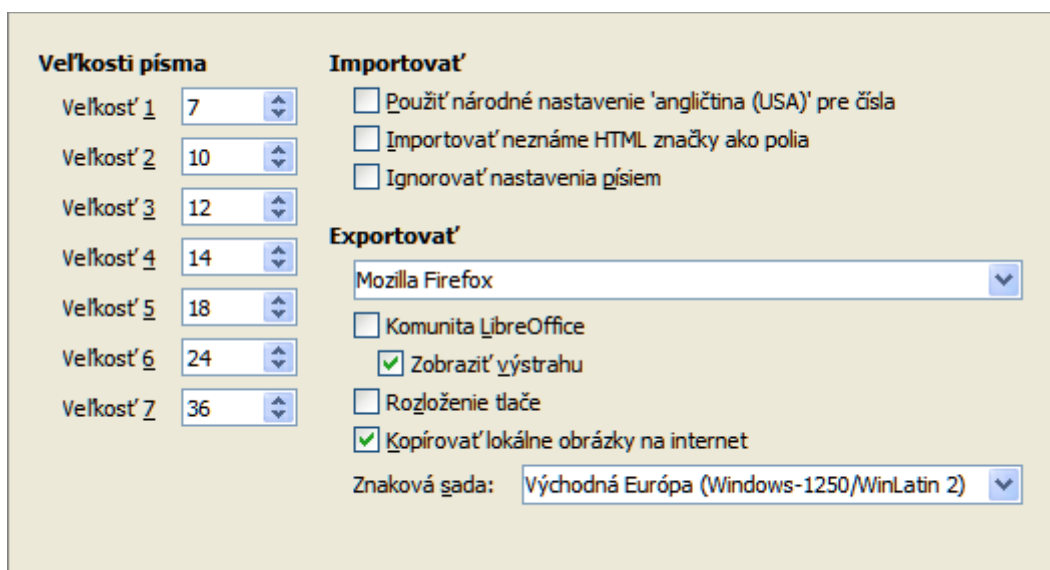 Veľkosti písma
Veľkosť 1 7
Veľkosť 2 10
Veľkosť 3 12
Veľkosť 4 14
Veľkosť 5 18
Veľkosť 6 24
Veľkosť 7 36
Importovať
Použiť národné nastavenie 'angličtina (USA)' pre čísla
Importovať neznáme HTML značky ako polia
Ignorovať nastavenia písiem
Exportovať
Mozilla Firefox
Komunita LibreOffice
Zobraziť výstrahu
Rozloženie tlače
Kopírovať lokálne obrázky na internet
Znaková sada: Východná Európa (Windows-1250/WinLatin 2)